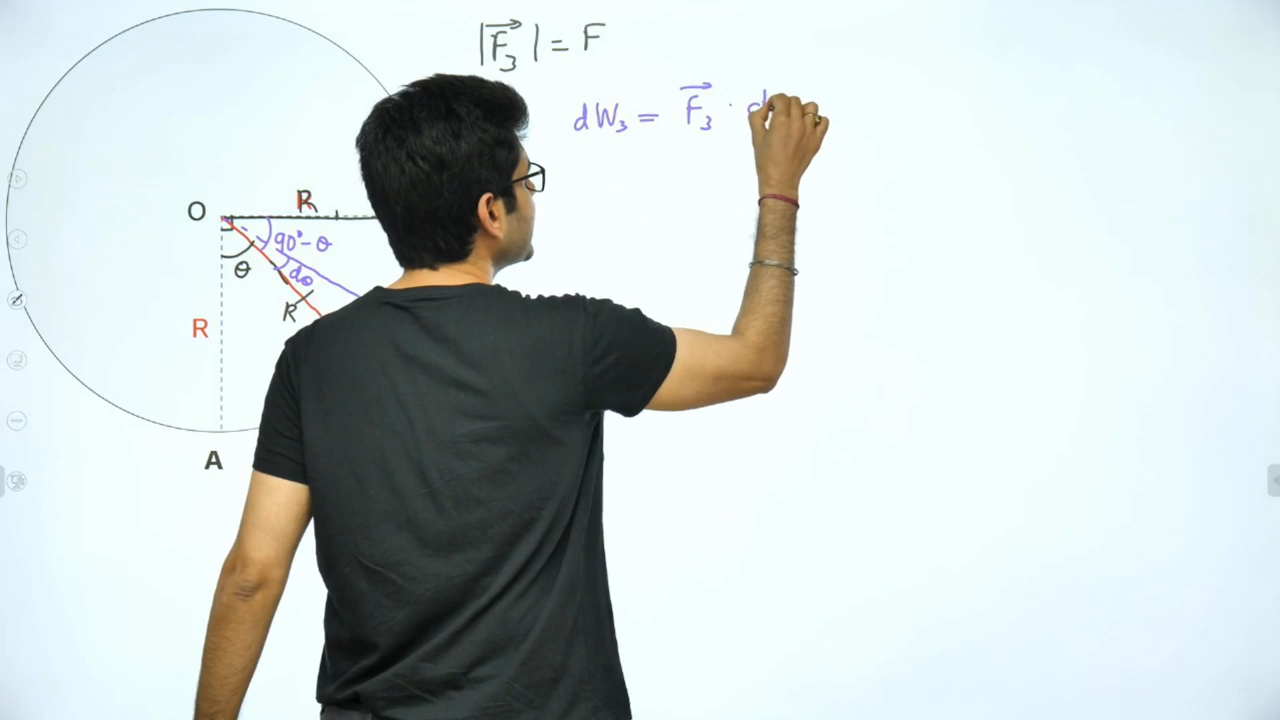 |F₃⃗| = F
dW₃ = F₃⃗ · d
O
R
90° - θ
θ
dθ
R
R
A